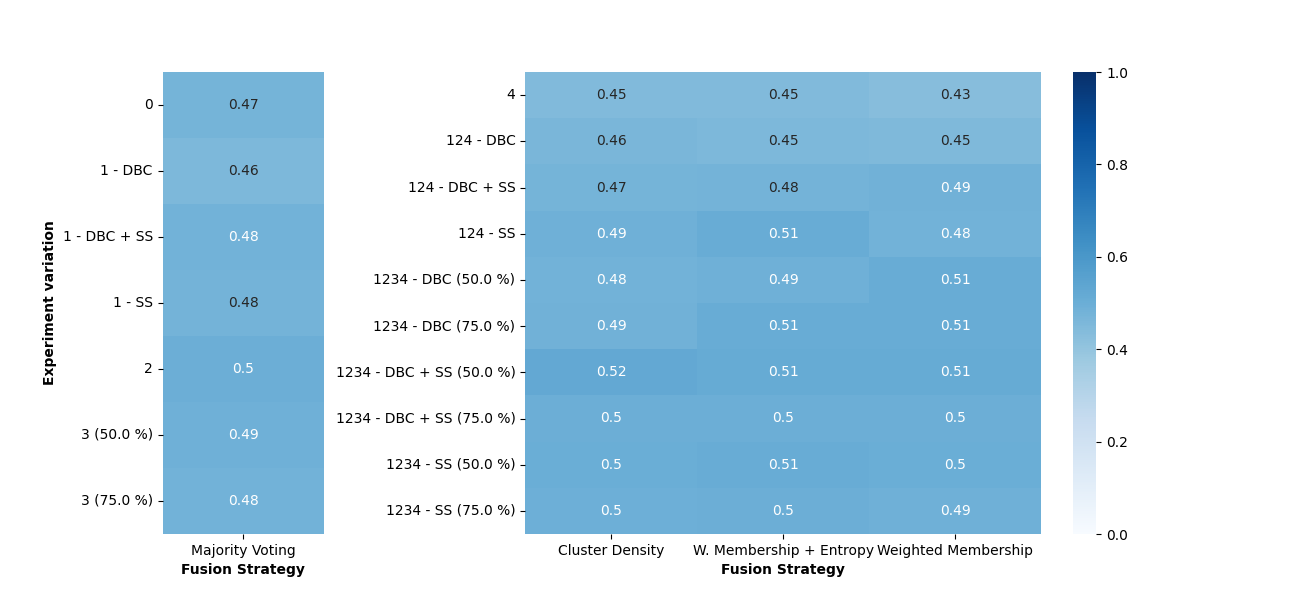 Experiment variation
0 0.47
1 - DBC 0.46
1 - DBC + SS 0.48
1 - SS 0.48
2 0.5
3 (50.0 %) 0.49
3 (75.0 %) 0.48
Majority Voting
Fusion Strategy
4 0.45 0.45 0.43
124 - DBC 0.46 0.45 0.45
124 - DBC + SS 0.47 0.48 0.49
124 - SS 0.49 0.51 0.48
1234 - DBC (50.0 %) 0.48 0.49 0.51
1234 - DBC (75.0 %) 0.49 0.51 0.51
1234 - DBC + SS (50.0 %) 0.52 0.51 0.51
1234 - DBC + SS (75.0 %) 0.5 0.5 0.5
1234 - SS (50.0 %) 0.5 0.51 0.5
1234 - SS (75.0 %) 0.5 0.5 0.49
Cluster Density W. Membership + Entropy Weighted Membership
Fusion Strategy
1.0
0.8
0.6
0.4
0.2
0.0